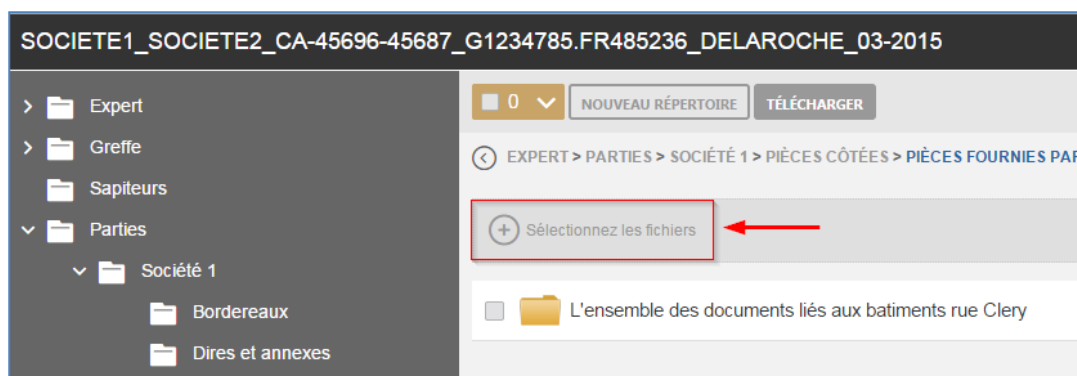 SOCIETE1_SOCIETE2_CA-45696-45687_G1234785.FR485236_DELAROCHE_03-2015
Expert
Greffe
Sapiteurs
Parties
Société 1
Bordereaux
Dires et annexes
0
NOUVEAU RÉPERTOIRE
TÉLÉCHARGER
EXPERT > PARTIES > SOCIÉTÉ 1 > PIÈCES CÔTÉES > PIÈCES FOURNIES PAR
Sélectionnez les fichiers
L'ensemble des documents liés aux batiments rue Clery